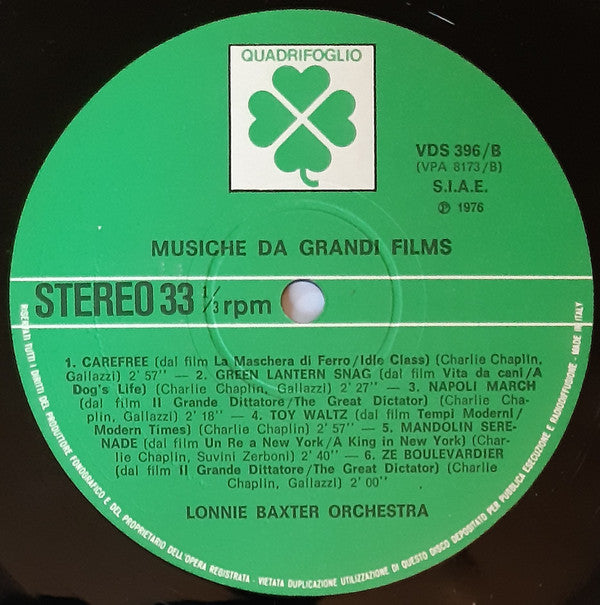 QUADRIFOGLIO
VDS 396/B
(VPA 8173/B)
S.I.A.E.
℗ 1976
MUSICHE DA GRANDI FILMS
STEREO 33 1/3 rpm
1. CAREFREE (dal film La Maschera di Ferro/Idle Class) (Charlie Chaplin,
Gallazzi) 2' 57'' — 2. GREEN LANTERN SNAG (dal film Vita da cani/A
Dog's Life) (Charlie Chaplin, Gallazzi) 2' 27'' — 3. NAPOLI MARCH
(dal film Il Grande Dittatore/The Great Dictator) (Charlie Cha-
plin, Gallazzi) 2' 18'' — 4. TOY WALTZ (dal film Tempi Moderni/
Modern Times) (Charlie Chaplin) 2' 57'' — 5. MANDOLIN SERE-
NADE (dal film Un Re a New York/A King in New York) (Char-
lie Chaplin, Suvini Zerboni) 2' 40'' — 6. ZE BOULEVARDIER
(dal film Il Grande Dittatore/The Great Dictator) (Charlie
Chaplin, Gallazzi) 2' 00''
LONNIE BAXTER ORCHESTRA
RISERVATI TUTTI I DIRITTI DEL PRODUTTORE FONOGRAFICO E DEL PROPRIETARIO DELL'OPERA REGISTRATA - VIETATA DUPLICAZIONE UTILIZZAZIONE DI QUESTO DISCO DEPOSITATO PER PUBBLICA ESECUZIONE E RADIODIFFUSIONE. - MADE IN ITALY